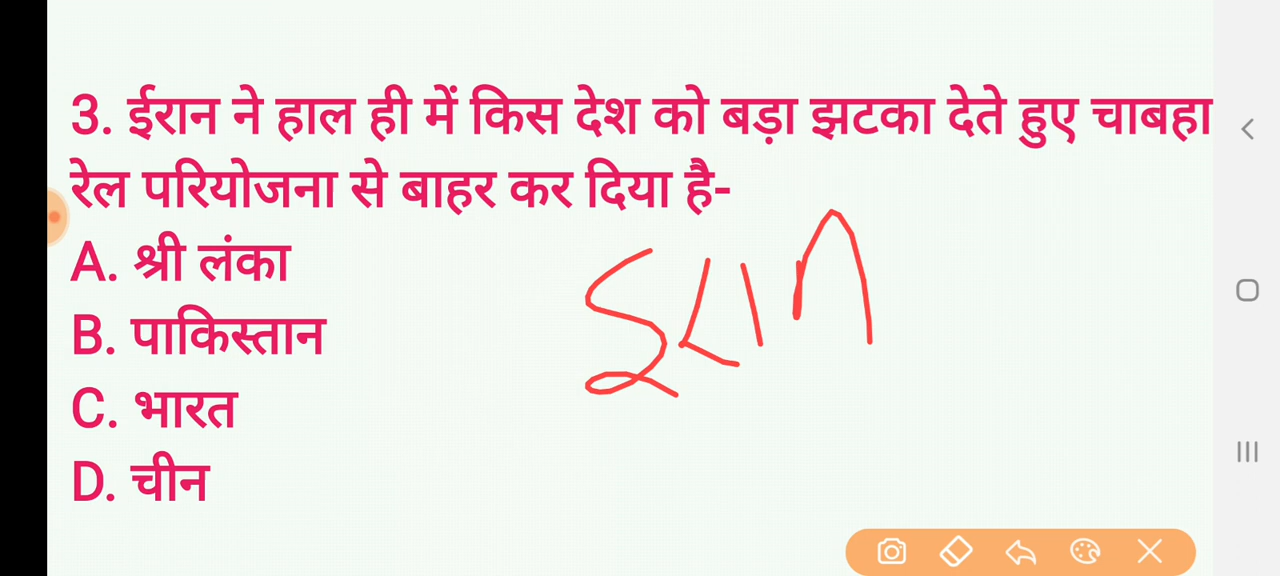 3. ईरान ने हाल ही में किस देश को बड़ा झटका देते हुए चाबहा
रेल परियोजना से बाहर कर दिया है-
A. श्री लंका
B. पाकिस्तान
C. भारत
D. चीन